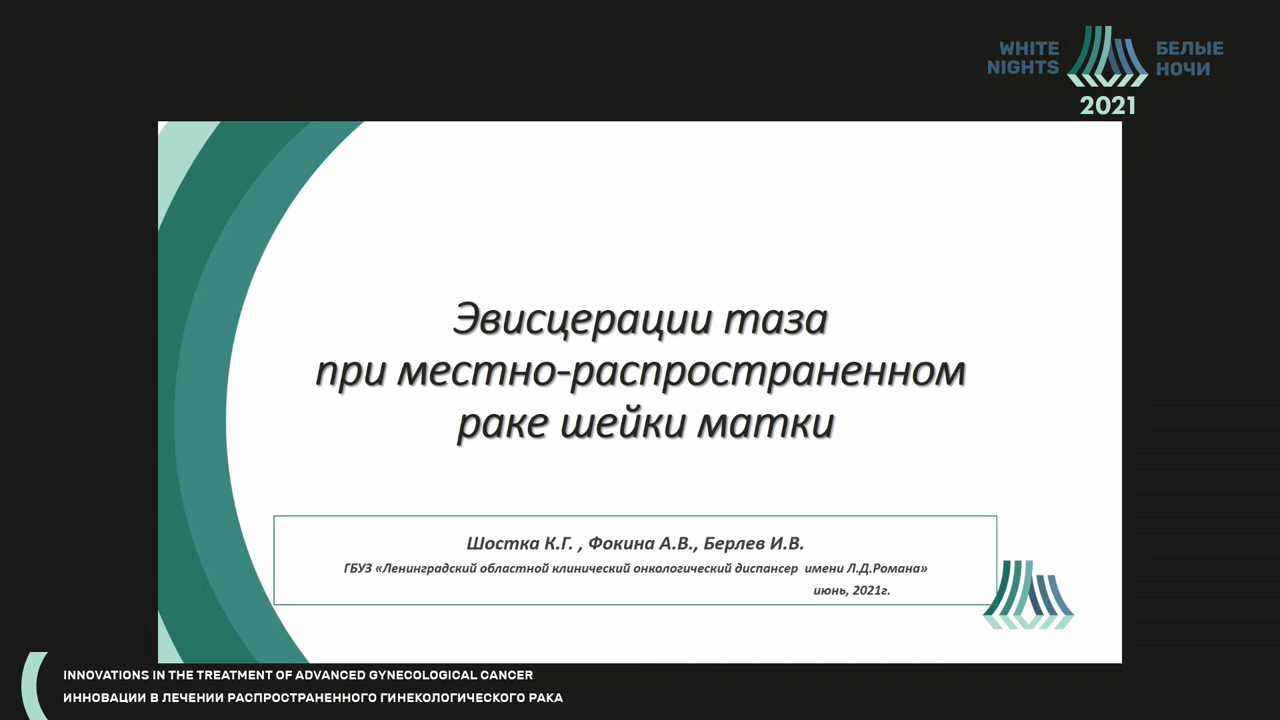 WHITE NIGHTS
БЕЛЫЕ НОЧИ
2021
Эвисцерации таза
при местно-распространенном
раке шейки матки
Шостка К.Г. , Фокина А.В., Берлев И.В.
ГБУЗ «Ленинградский областной клинический онкологический диспансер имени Л.Д.Романа»
июнь, 2021г.
INNOVATIONS IN THE TREATMENT OF ADVANCED GYNECOLOGICAL CANCER
ИННОВАЦИИ В ЛЕЧЕНИИ РАСПРОСТРАНЕННОГО ГИНЕКОЛОГИЧЕСКОГО РАКА